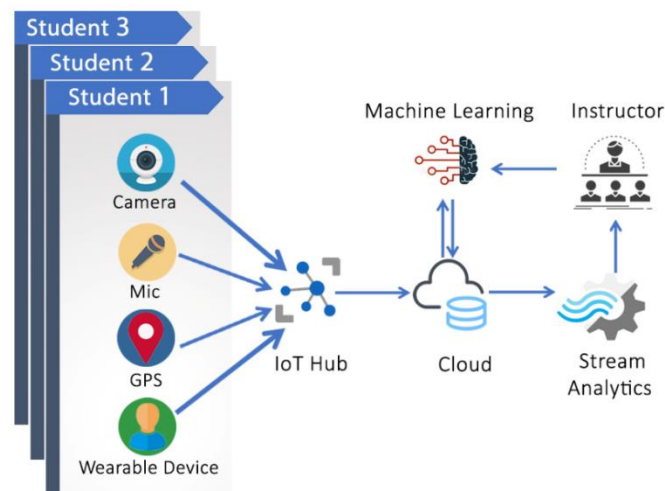 Student 3
Student 2
Student 1
Machine Learning
Instructor
Camera
Mic
GPS
Wearable Device
IoT Hub
Cloud
Stream
Analytics